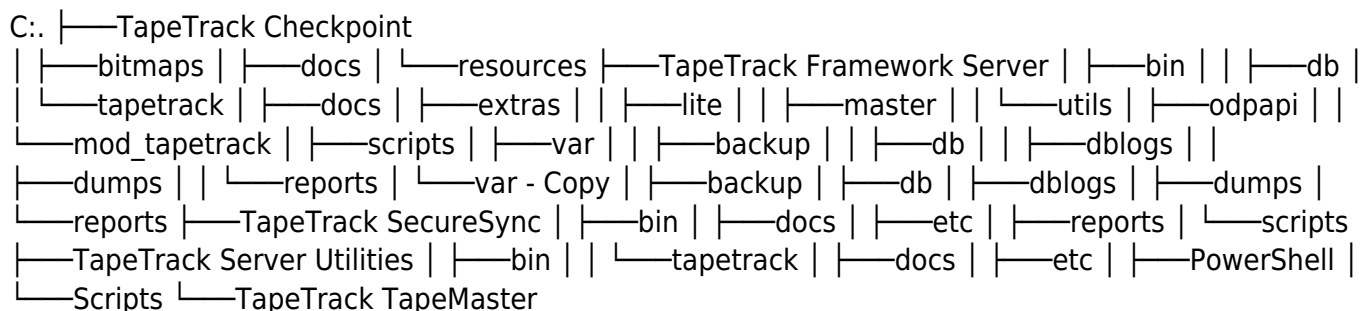 C:. ├───TapeTrack Checkpoint
│ ├───bitmaps │ ├───docs │ └───resources ├───TapeTrack Framework Server │ ├───bin │ │ ├───db │
│ └───tapetrack │ ├───docs │ ├───extras │ │ ├───lite │ │ ├───master │ │ └───utils │ ├───odpapi │ │
└───mod_tapetrack │ ├───scripts │ ├───var │ │ ├───backup │ │ ├───db │ │ ├───dblogs │ │
├───dumps │ │ └───reports │ └───var - Copy │ ├───backup │ ├───db │ ├───dblogs │ ├───dumps │
└───reports ├───TapeTrack SecureSync │ ├───bin │ ├───docs │ ├───etc │ ├───reports │ └───scripts
├───TapeTrack Server Utilities │ ├───bin │ │ └───tapetrack │ ├───docs │ ├───etc │ ├───PowerShell │
└───Scripts └───TapeTrack TapeMaster